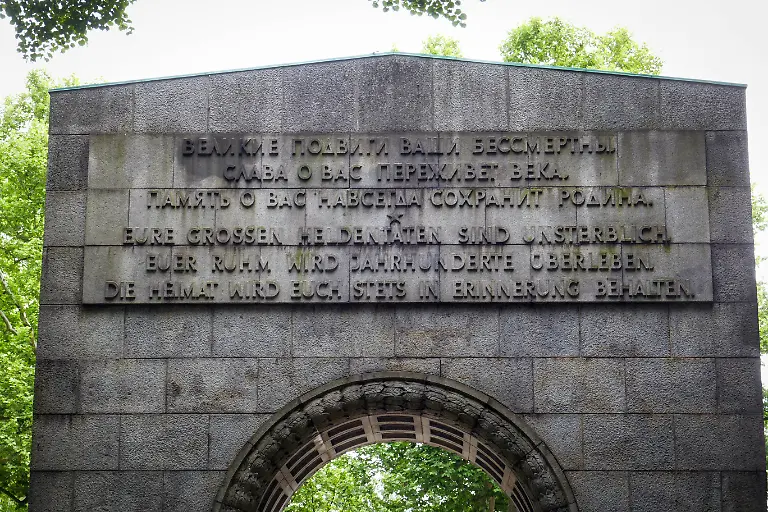 ВЕЛИКИЕ ПОДВИГИ ВАШИ БЕССМЕРТНЫ.
СЛАВА О ВАС ПЕРЕЖИВЕТ ВЕКА.
ПАМЯТЬ О ВАС НАВСЕГДА СОХРАНИТ РОДИНА.
EURE GROSSEN HELDENTATEN SIND UNSTERBLICH.
EUER RUHM WIRD JAHRHUNDERTE ÜBERLEBEN.
DIE HEIMAT WIRD EUCH STETS IN ERINNERUNG BEHALTEN.